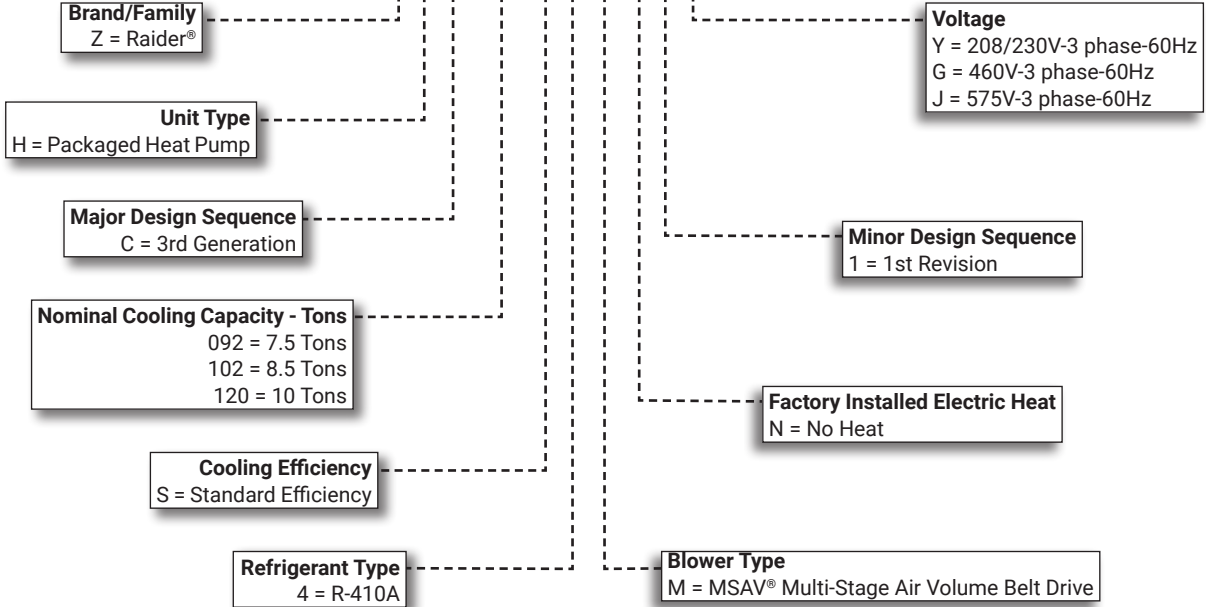 Brand/Family
Z = Raider®
Unit Type
H = Packaged Heat Pump
Major Design Sequence
C = 3rd Generation
Nominal Cooling Capacity - Tons
092 = 7.5 Tons
102 = 8.5 Tons
120 = 10 Tons
Cooling Efficiency
S = Standard Efficiency
Refrigerant Type
4 = R-410A
Voltage
Y = 208/230V-3 phase-60Hz
G = 460V-3 phase-60Hz
J = 575V-3 phase-60Hz
Minor Design Sequence
1 = 1st Revision
Factory Installed Electric Heat
N = No Heat
Blower Type
M = MSAV® Multi-Stage Air Volume Belt Drive